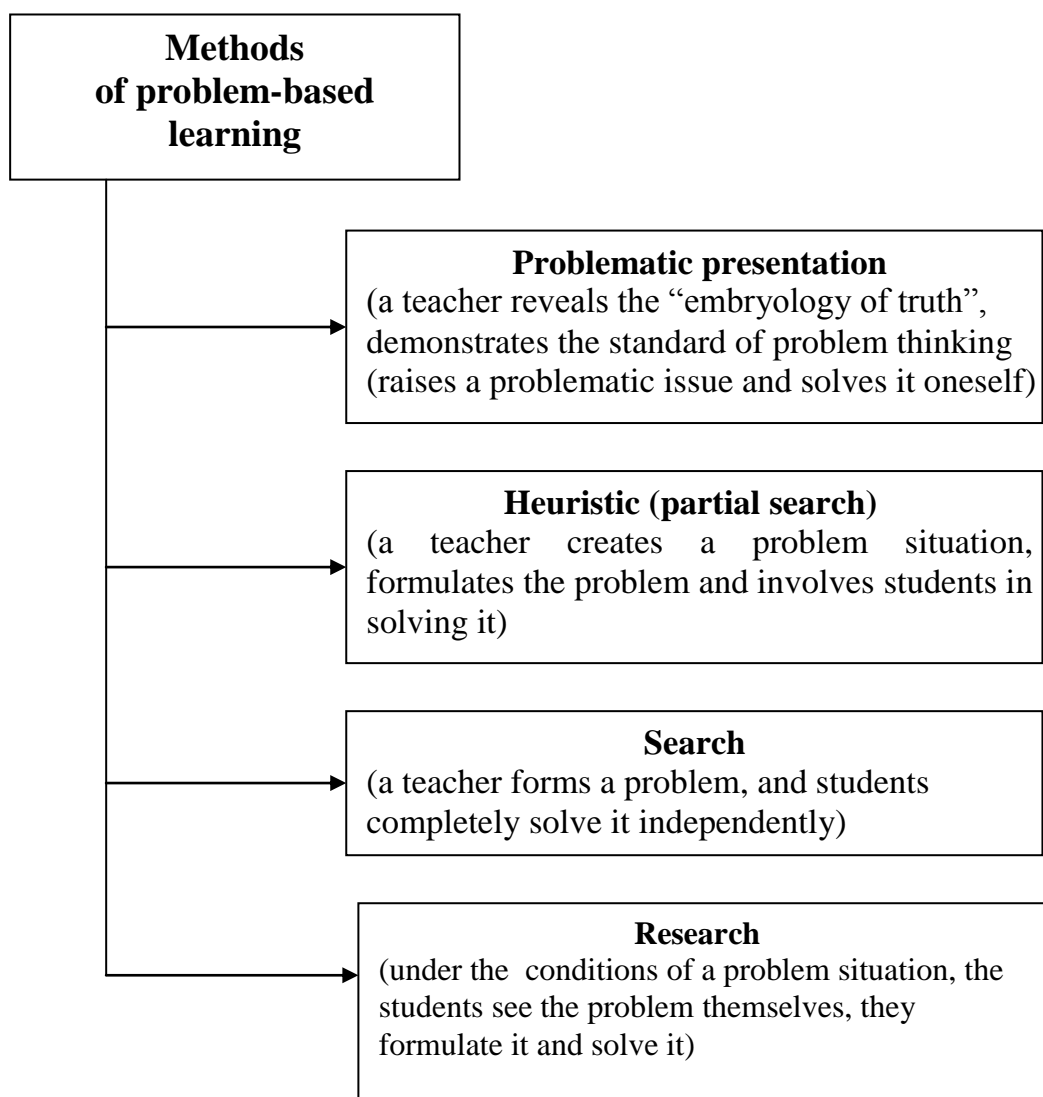 Methods
of problem-based
learning
Problematic presentation
(a teacher reveals the “embryology of truth”,
demonstrates the standard of problem thinking
(raises a problematic issue and solves it oneself)
Heuristic (partial search)
(a teacher creates a problem situation,
formulates the problem and involves students in
solving it)
Search
(a teacher forms a problem, and students
completely solve it independently)
Research
(under the conditions of a problem situation, the
students see the problem themselves, they
formulate it and solve it)